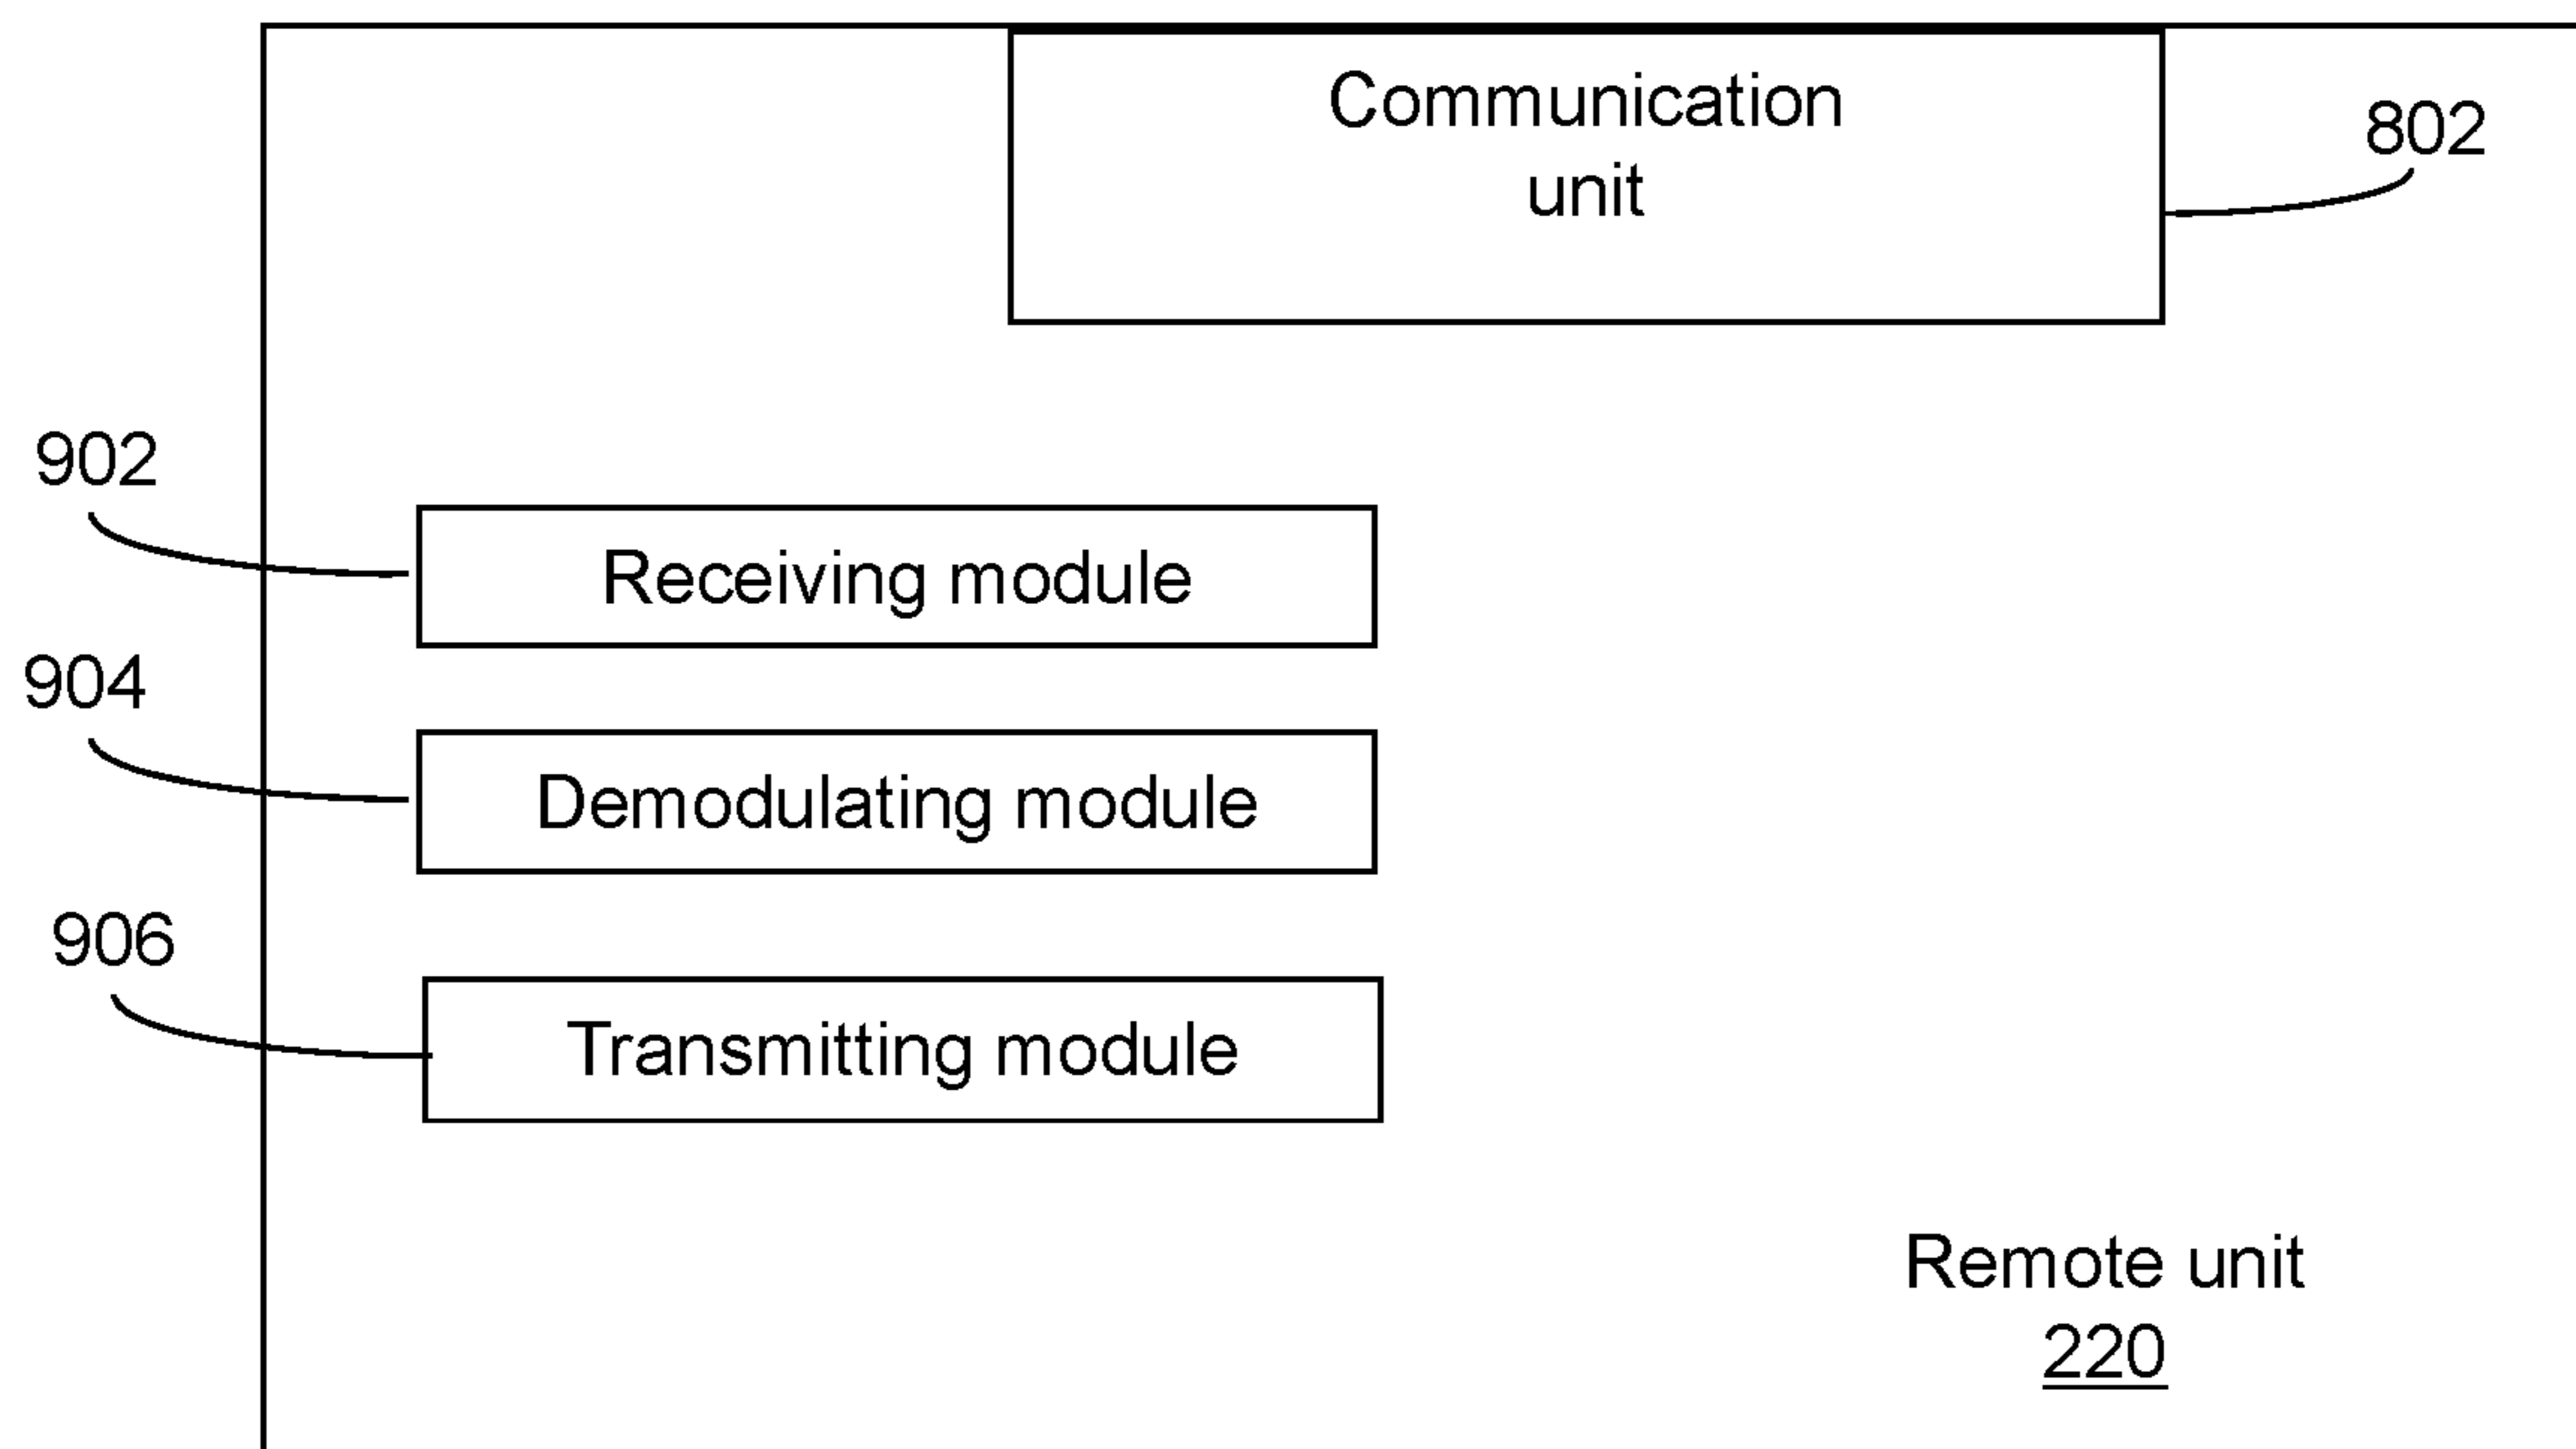 Communication
unit
802
902
Receiving module
904
Demodulating module
906
Transmitting module
Remote unit
220